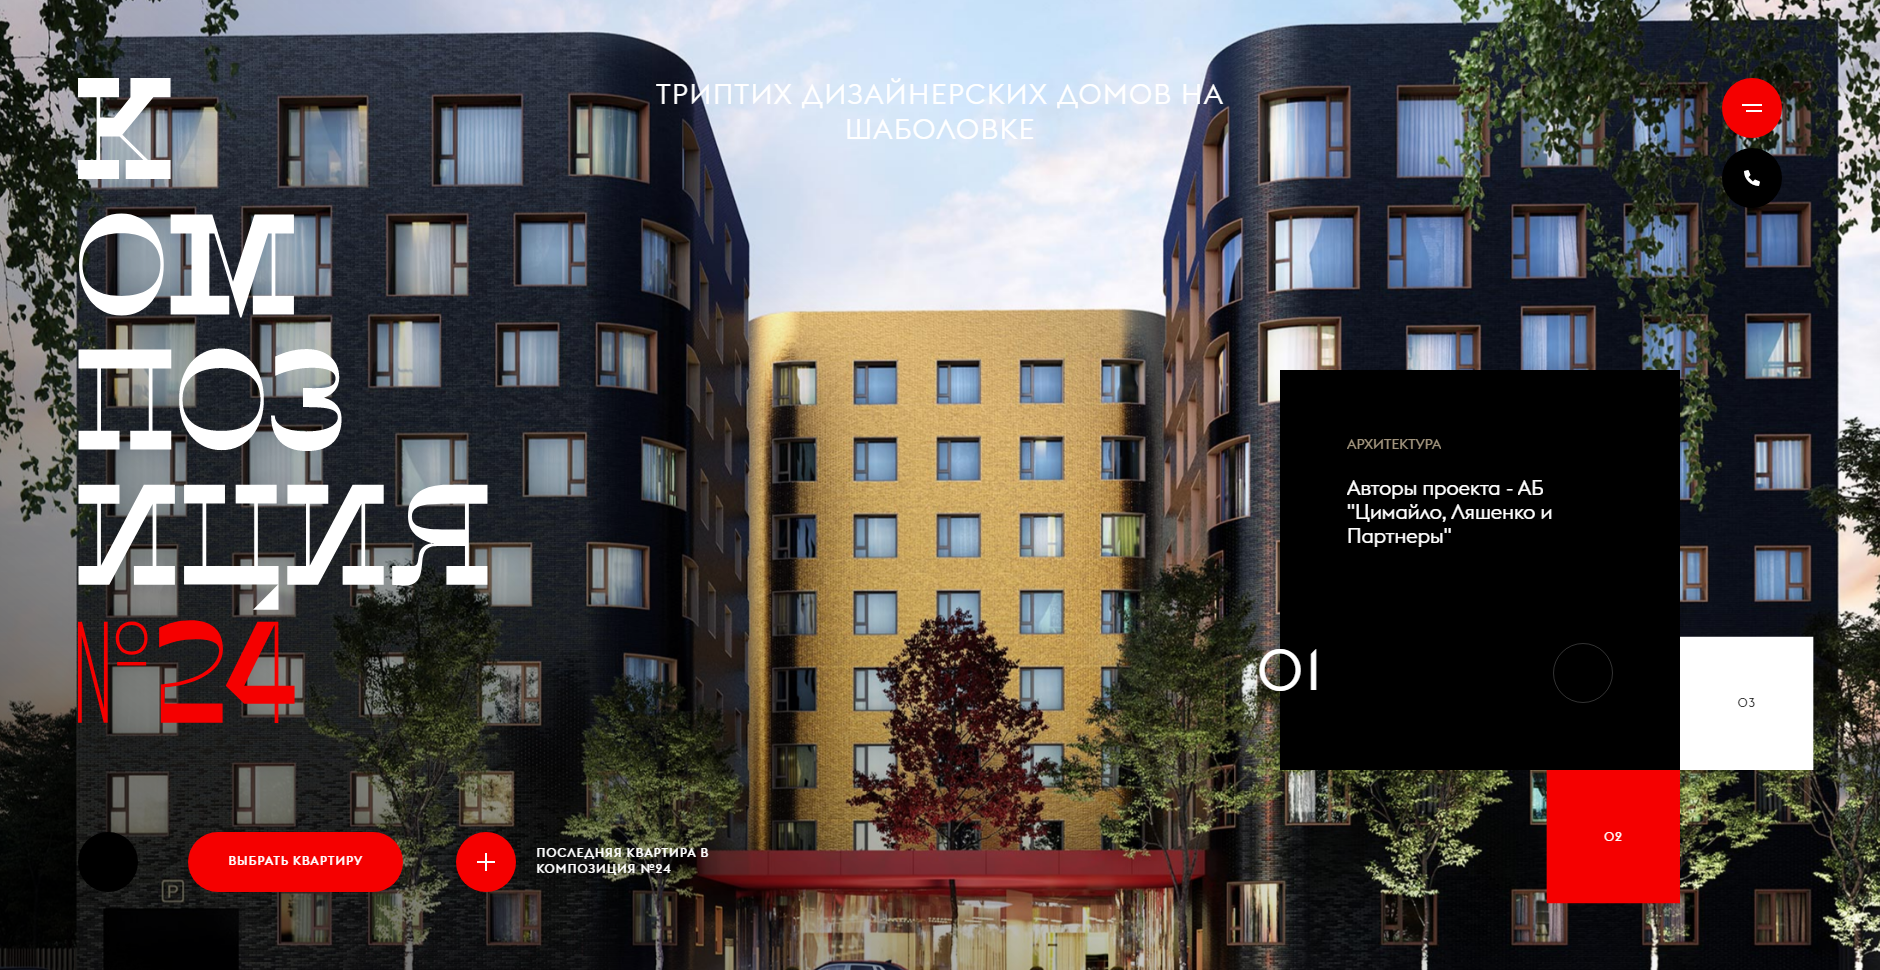 К
ОМ
ПОЗ
ИЦИЯ
№24
ТРИПТИХ ДИЗАЙНЕРСКИХ ДОМОВ НА
ШАБОЛОВКЕ
АРХИТЕКТУРА
Авторы проекта - АБ
"Цимайло, Ляшенко и
Партнеры"
01
03
02
ВЫБРАТЬ КВАРТИРУ
ПОСЛЕДНЯЯ КВАРТИРА В
КОМПОЗИЦИЯ №24
P